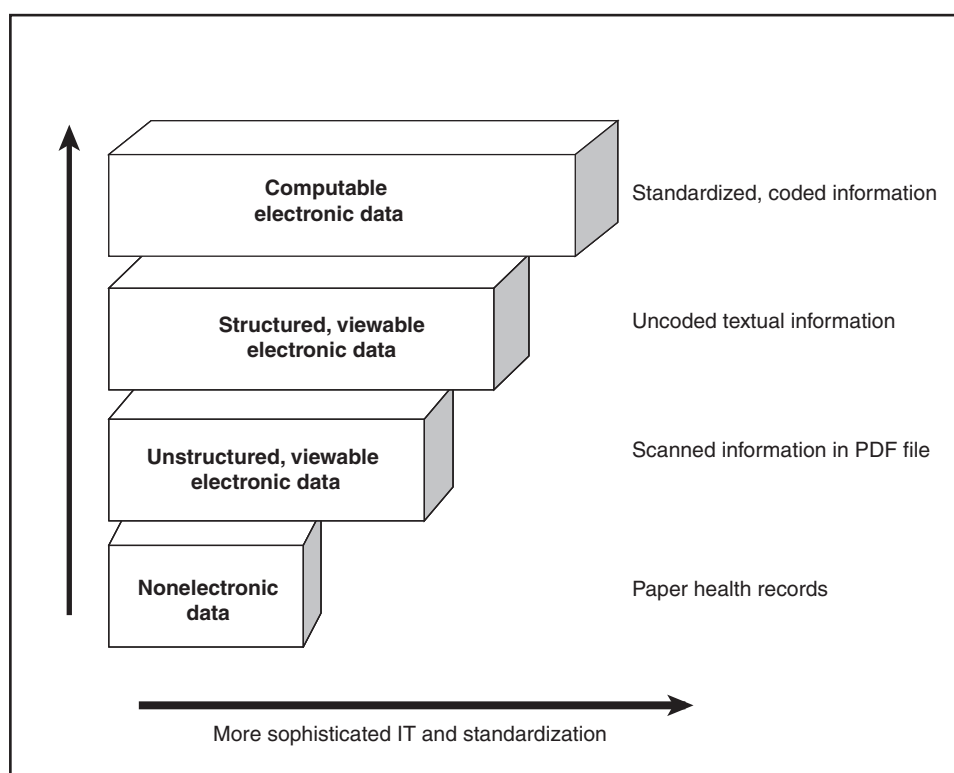 Computable
electronic data
Standardized, coded information
Structured, viewable
electronic data
Uncoded textual information
Unstructured, viewable
electronic data
Scanned information in PDF file
Nonelectronic
data
Paper health records
More sophisticated IT and standardization